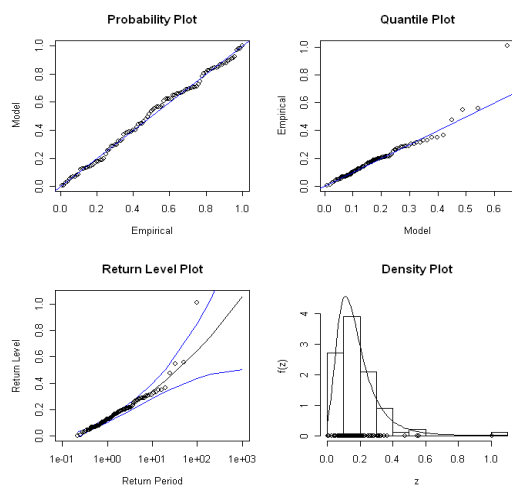 Probability Plot
Model
0.0 0.2 0.4 0.6 0.8 1.0
0.0 0.2 0.4 0.6 0.8 1.0
Empirical
Quantile Plot
Empirical
0.0 0.2 0.4 0.6 0.8 1.0
0.0 0.1 0.2 0.3 0.4 0.5 0.6
Model
Return Level Plot
Return Level
0.0 0.2 0.4 0.6 0.8 1.0
1e-01 1e+00 1e+01 1e+02 1e+03
Return Period
Density Plot
f(z)
0 1 2 3 4
0.0 0.2 0.4 0.6 0.8 1.0
z